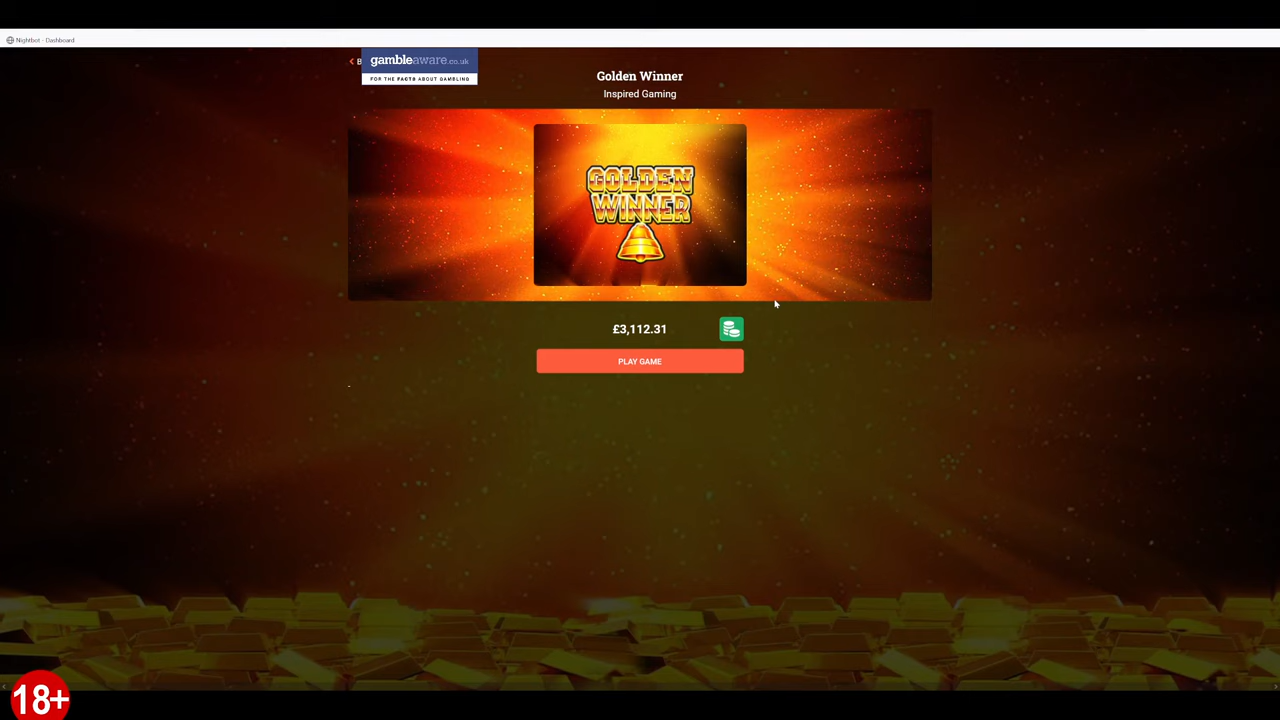 Nightbot - Dashboard
gambleaware.co.uk
FOR THE FACTS ABOUT GAMBLING
Golden Winner
Inspired Gaming
GOLDEN
WINNER
£3,112.31
PLAY GAME
18+